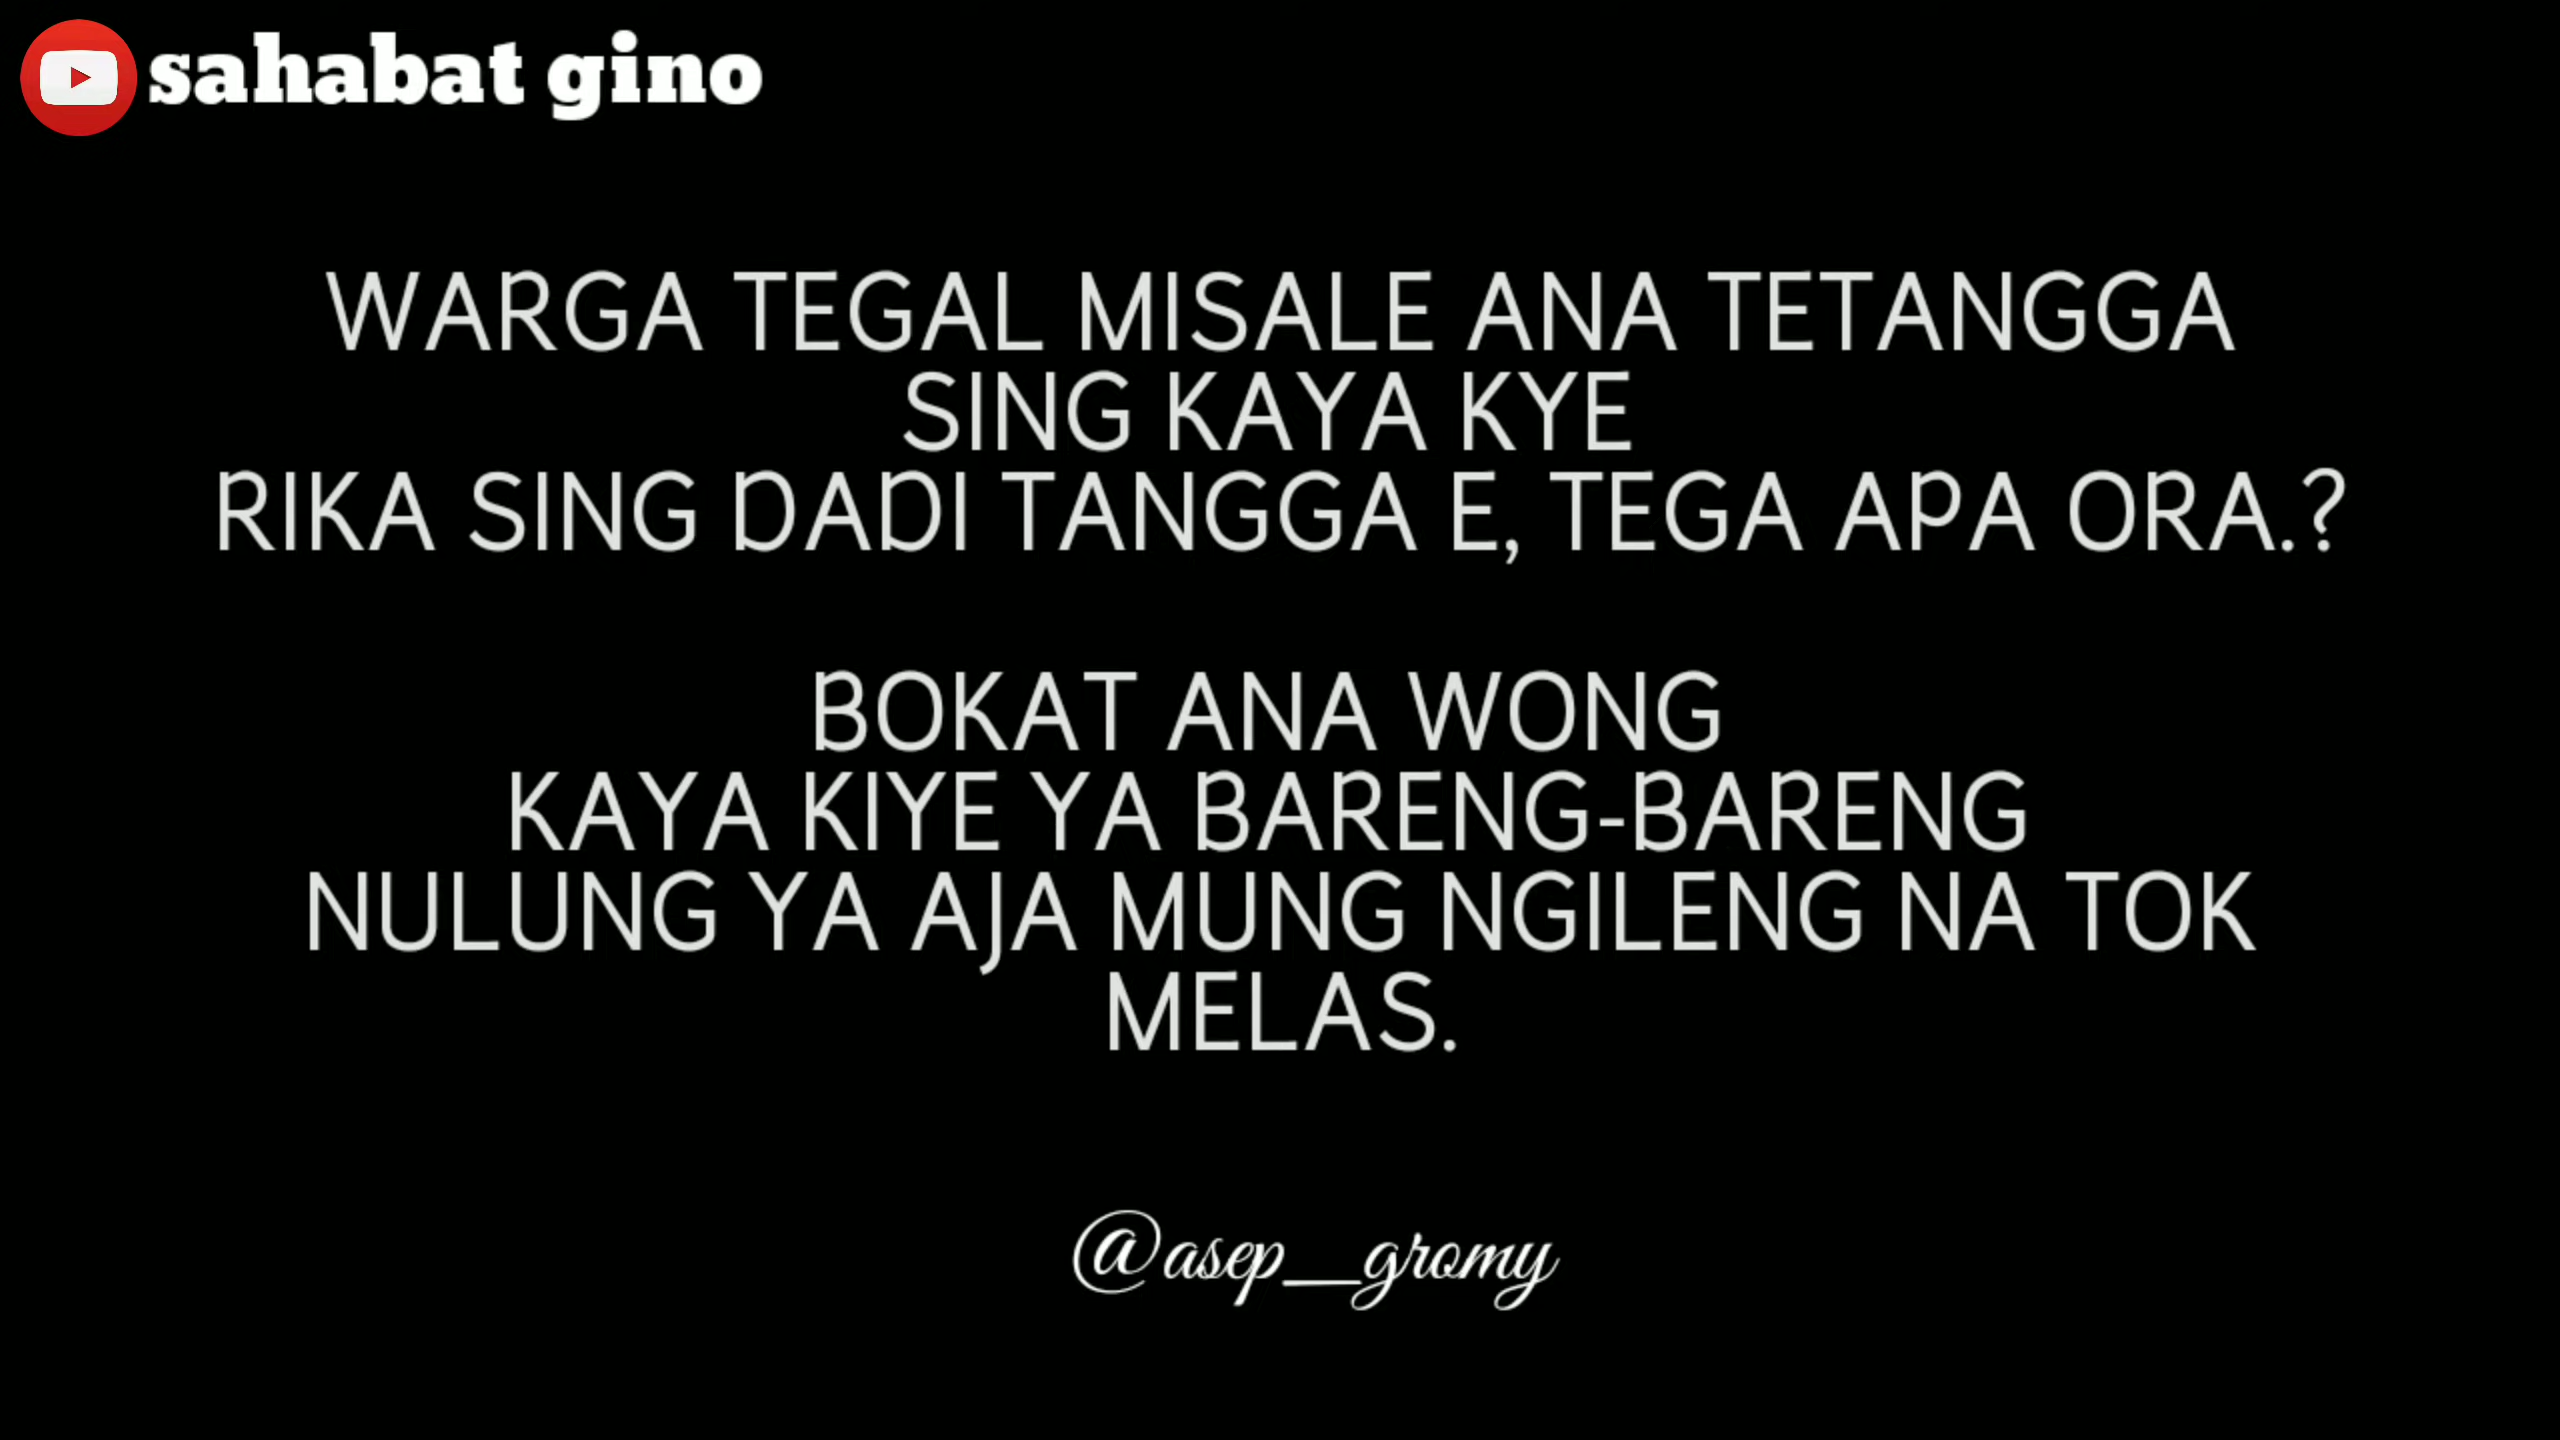 sahabat gino
WARGA TEGAL MISALE ANA TETANGGA
SING KAYA KYE
RIKA SING DADI TANGGA E, TEGA APA ORA.?
BOKAT ANA WONG
KAYA KIYE YA BARENG-BARENG
NULUNG YA AJA MUNG NGILENG NA TOK
MELAS.
@asep_gromy